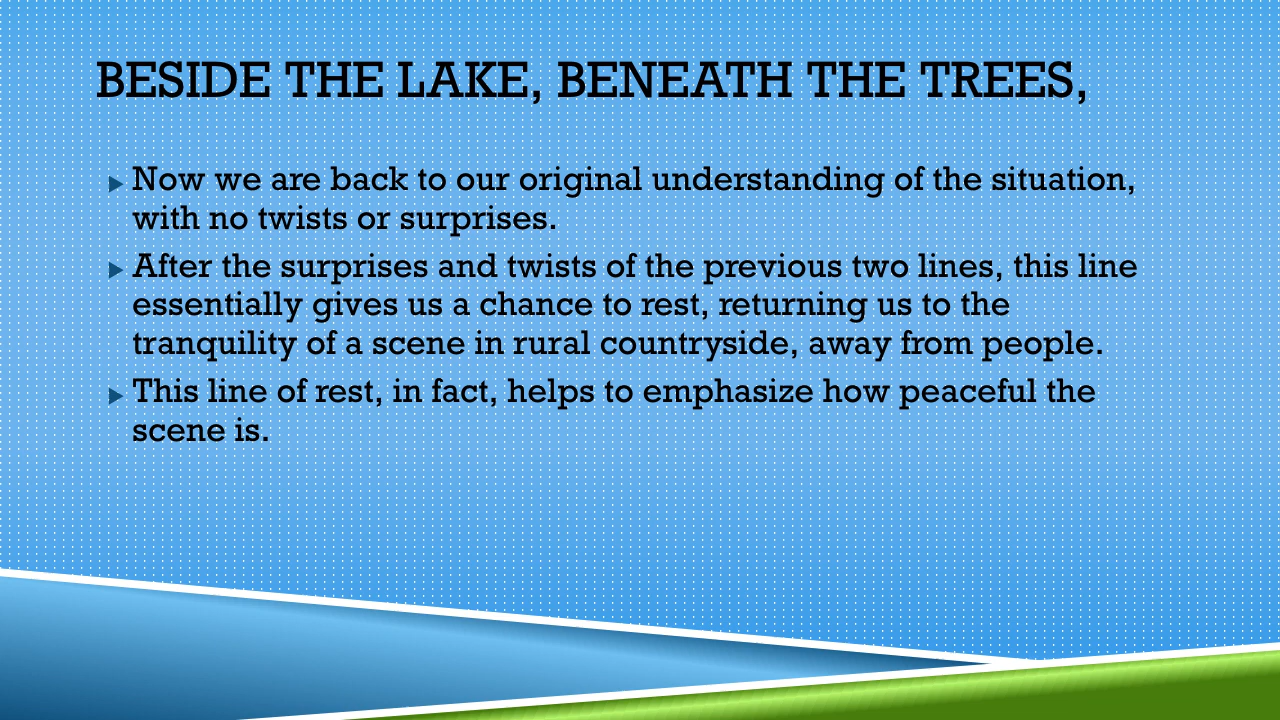 BESIDE THE LAKE, BENEATH THE TREES,
Now we are back to our original understanding of the situation,
with no twists or surprises.
After the surprises and twists of the previous two lines, this line
essentially gives us a chance to rest, returning us to the
tranquility of a scene in rural countryside, away from people.
This line of rest, in fact, helps to emphasize how peaceful the
scene is.